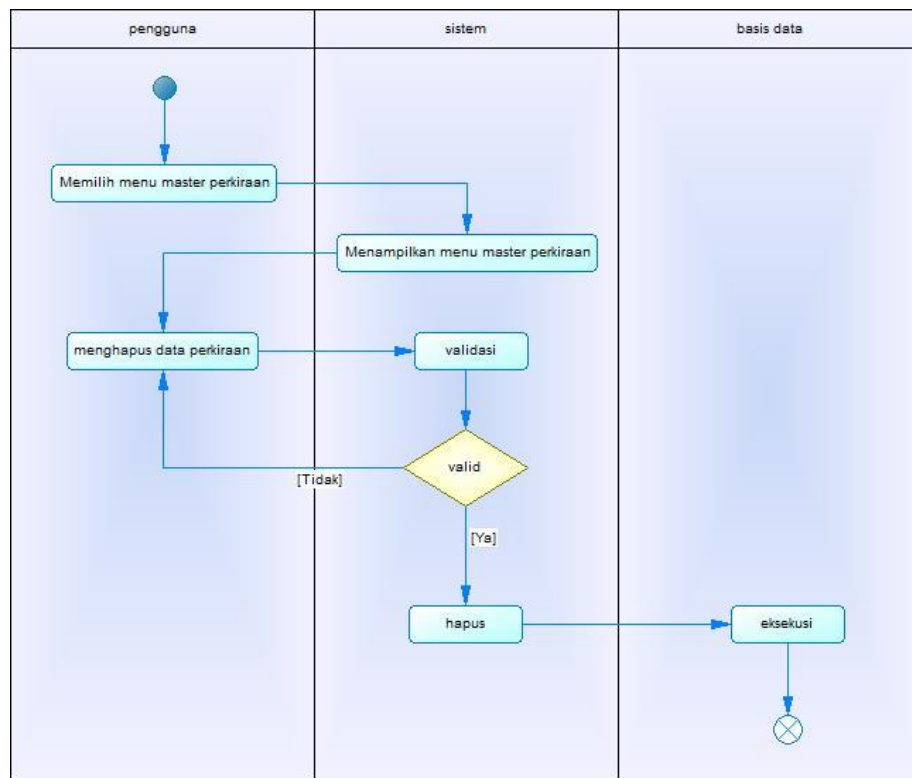 pengguna
sistem
basis data
Memilih menu master perkiraan
Menampilkan menu master perkiraan
menghapus data perkiraan
validasi
valid
[Tidak]
[Ya]
hapus
eksekusi